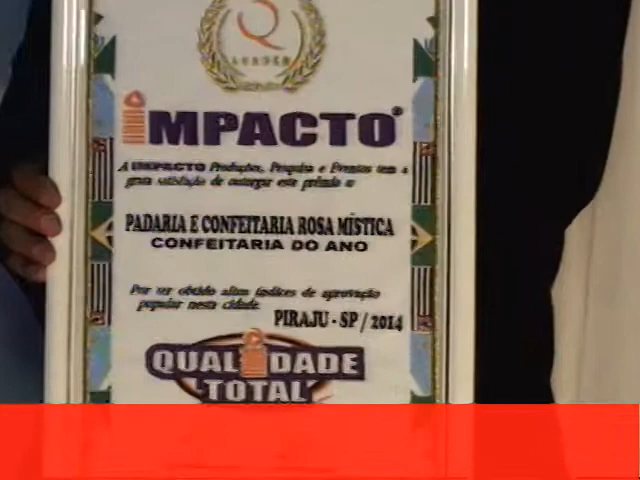 IMPACTO®
A IMPACTO Produções, Pesquisa e Eventos tem a
grata satisfação de outorgar este prêmio a
PADARIA E CONFEITARIA ROSA MÍSTICA
CONFEITARIA DO ANO
Por ter obtido altos índices de aprovação
popular nesta cidade.
PIRAJU - SP / 2014
QUALIDADE
TOTAL